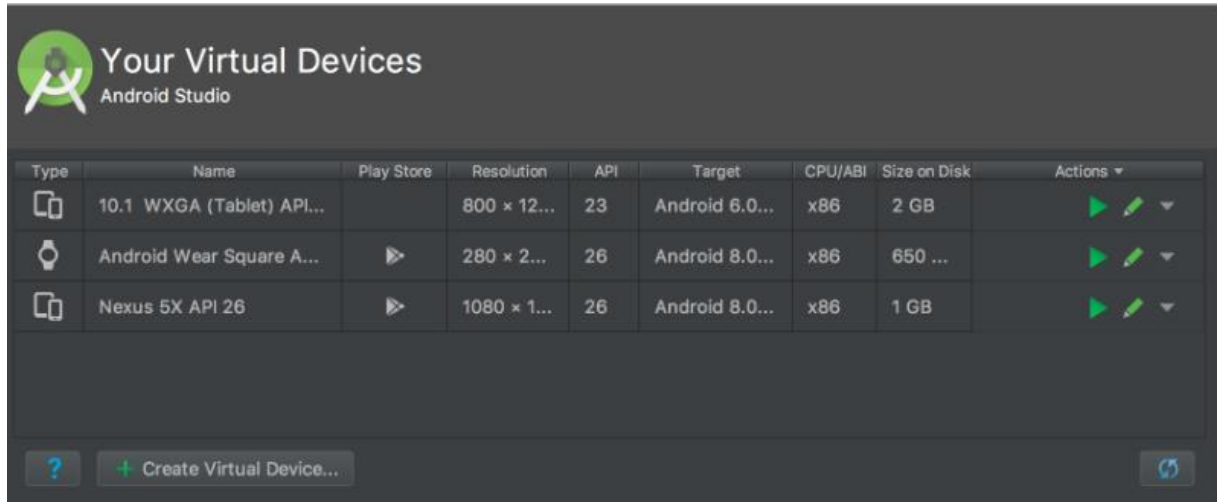 Your Virtual Devices
Android Studio
Type Name Play Store Resolution API Target CPU/ABI Size on Disk Actions
10.1 WXGA (Tablet) API... 800 × 12... 23 Android 6.0... x86 2 GB
Android Wear Square A... 280 × 2... 26 Android 8.0... x86 650 ...
Nexus 5X API 26 1080 × 1... 26 Android 8.0... x86 1 GB
? + Create Virtual Device...